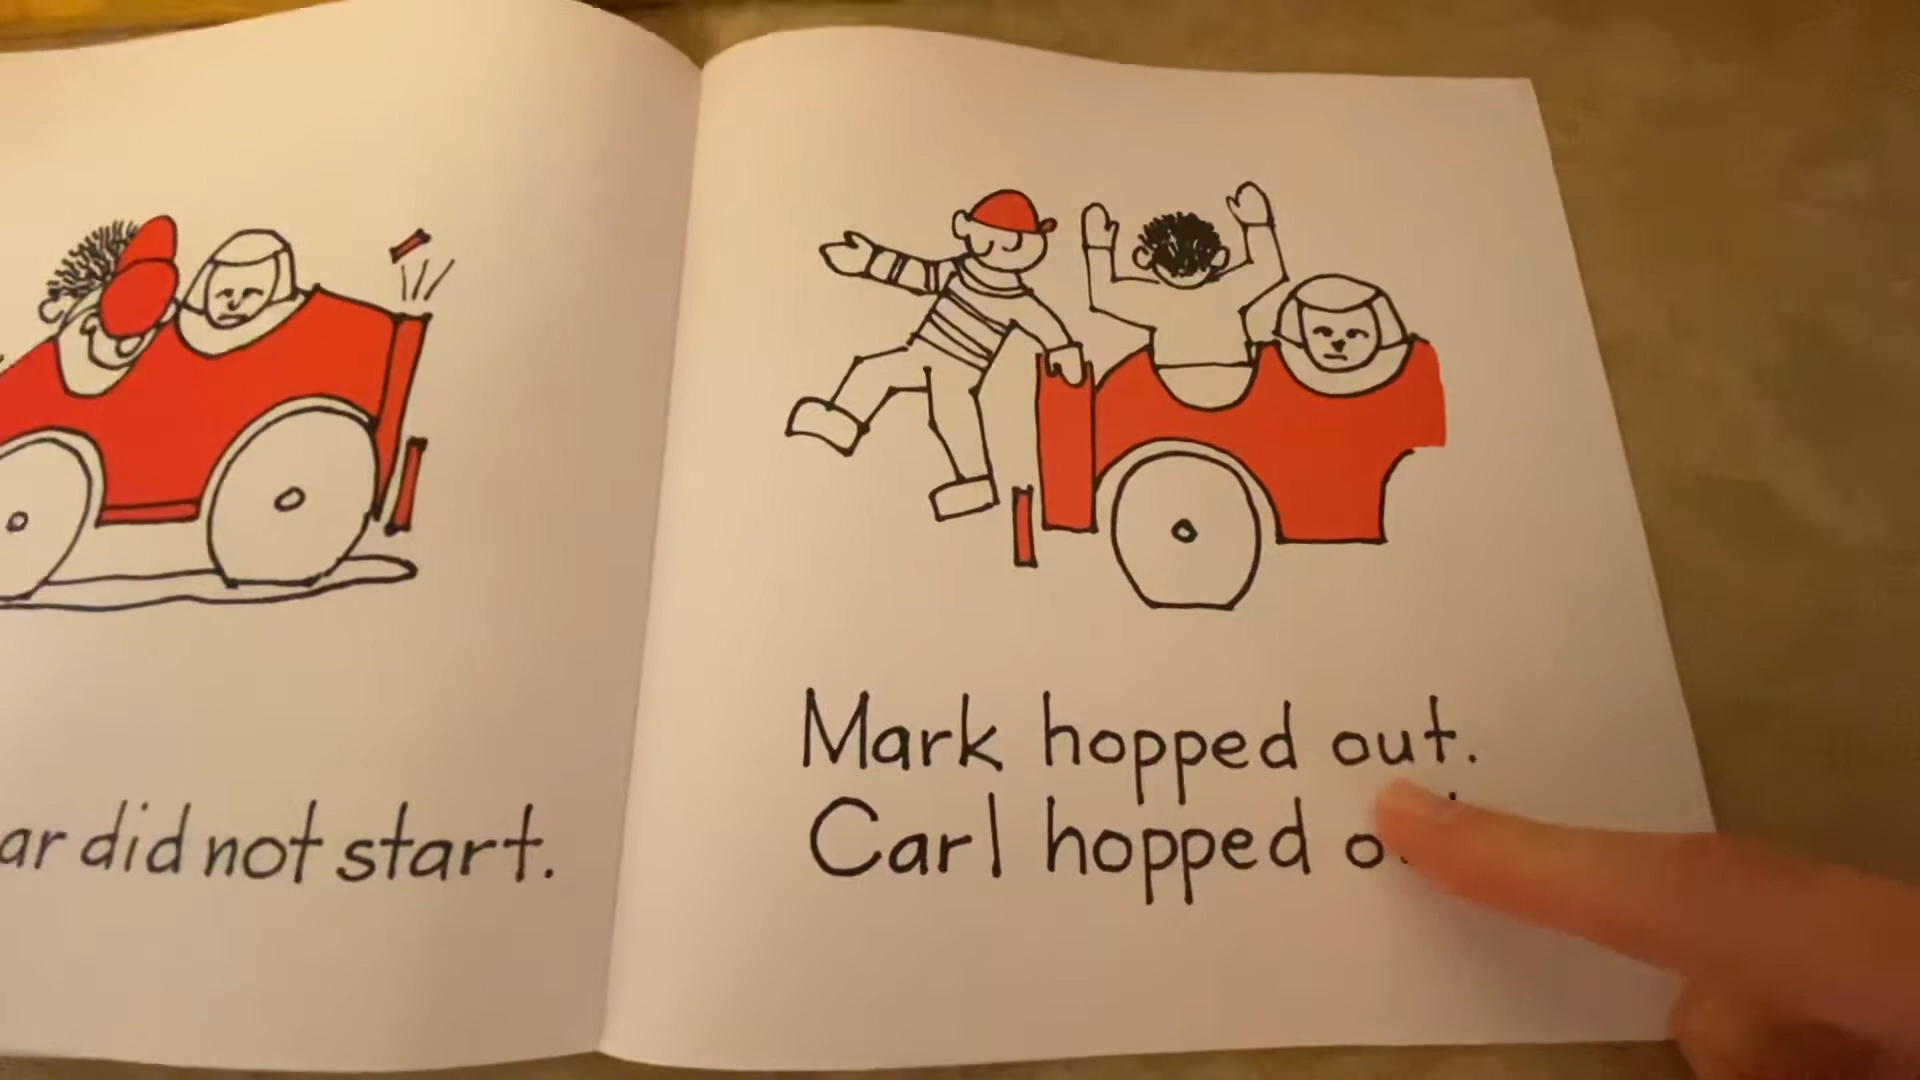 ar did not start.
Mark hopped out.
Carl hopped